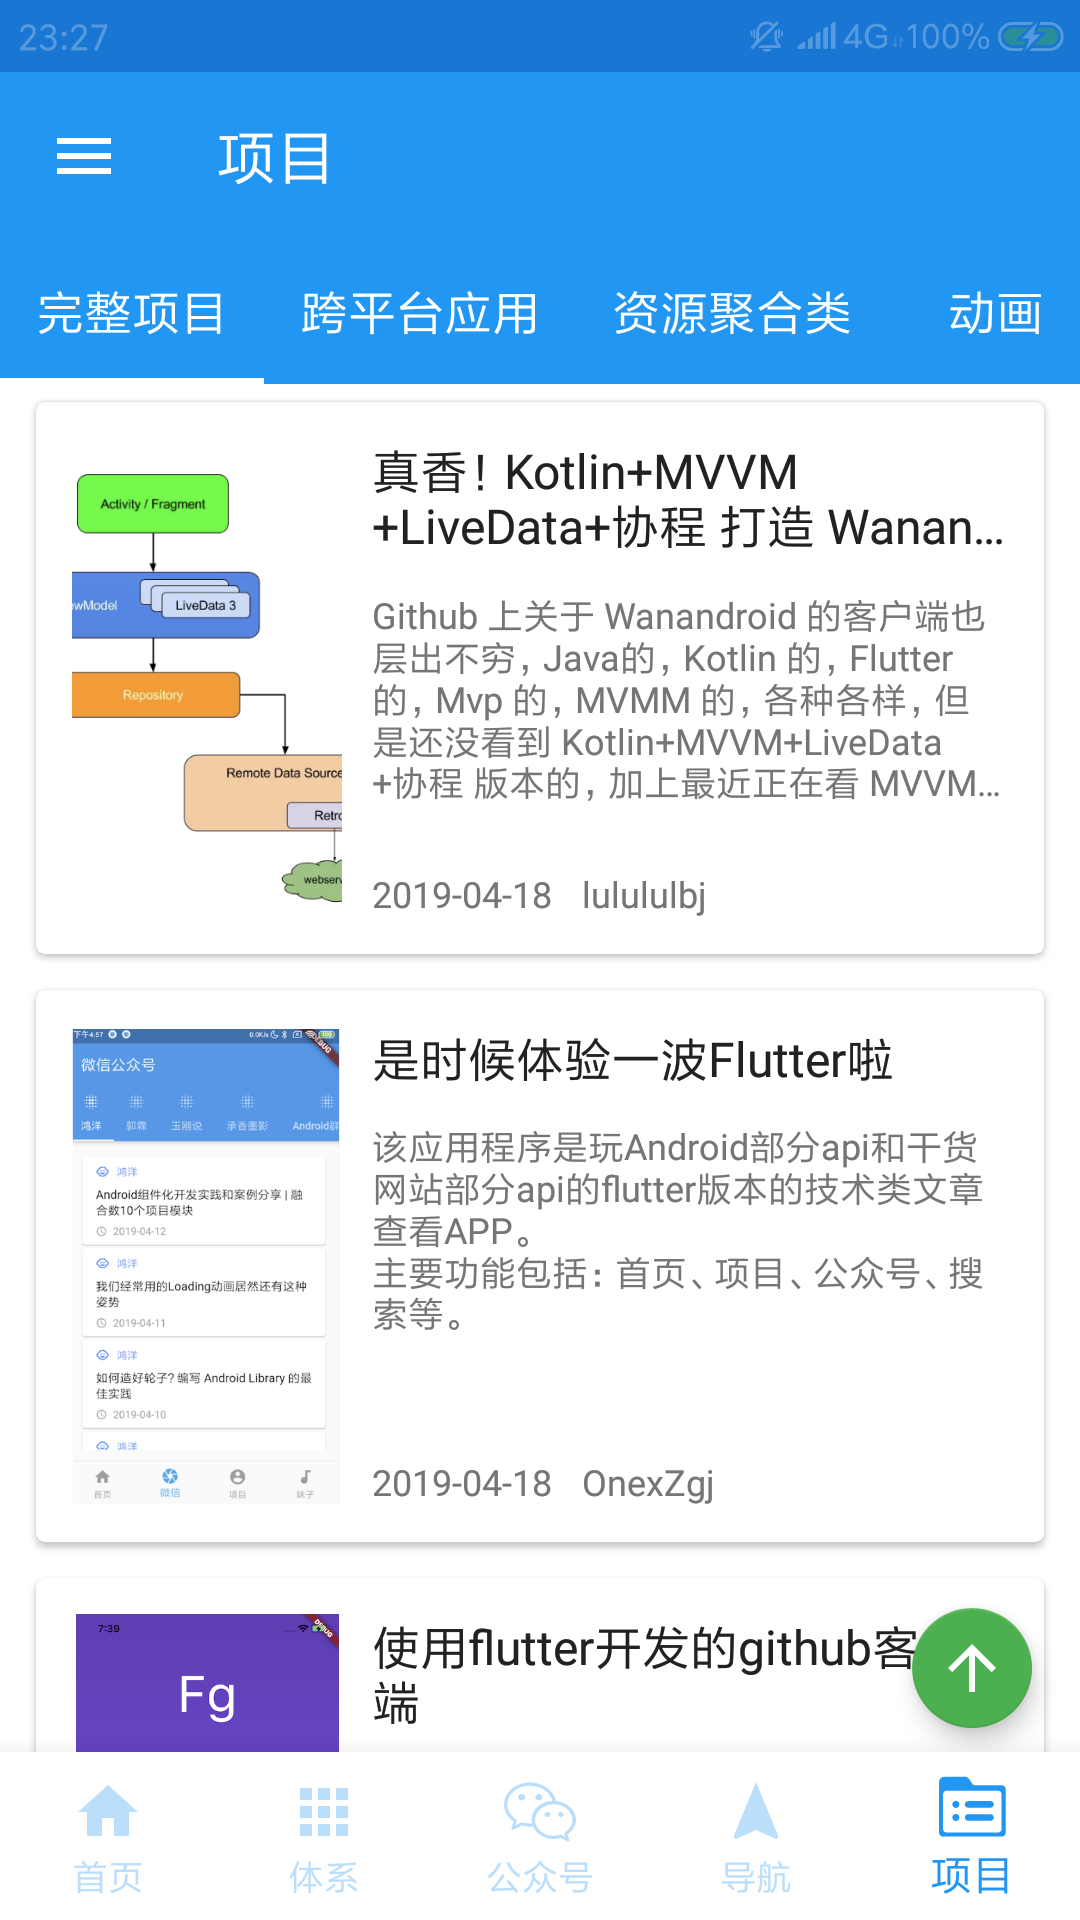 23:27
4G 100%
项目
完整项目
跨平台应用
资源聚合类
动画
Activity / Fragment
ewModel
LiveData 3
Repository
Remote Data Source
Retro
webserv
真香！Kotlin+MVVM
+LiveData+协程 打造 Wanan...
Github 上关于 Wanandroid 的客户端也
层出不穷，Java的，Kotlin 的，Flutter
的，Mvp 的，MVMM 的，各种各样，但
是还没看到 Kotlin+MVVM+LiveData
+协程 版本的，加上最近正在看 MVVM...
2019-04-18 lulululbj
下午4:57
0.0K/s
100
DEBUG
微信公众号
鸿洋
郭霖
玉刚说
承香墨影
Android群
鸿洋
Android组件化开发实践和案例分享 | 融
合数10个项目模块
2019-04-12
鸿洋
我们经常用的Loading动画居然还有这种
姿势
2019-04-11
鸿洋
如何造好轮子? 编写 Android Library 的最
佳实践
2019-04-10
鸿洋
首页
微信
项目
妹子
是时候体验一波Flutter啦
该应用程序是玩Android部分api和干货
网站部分api的flutter版本的技术类文章
查看APP。
主要功能包括：首页、项目、公众号、搜
索等。
2019-04-18 OnexZgj
7:39
DEBUG
Fg
使用flutter开发的github客
端
首页
体系
公众号
导航
项目